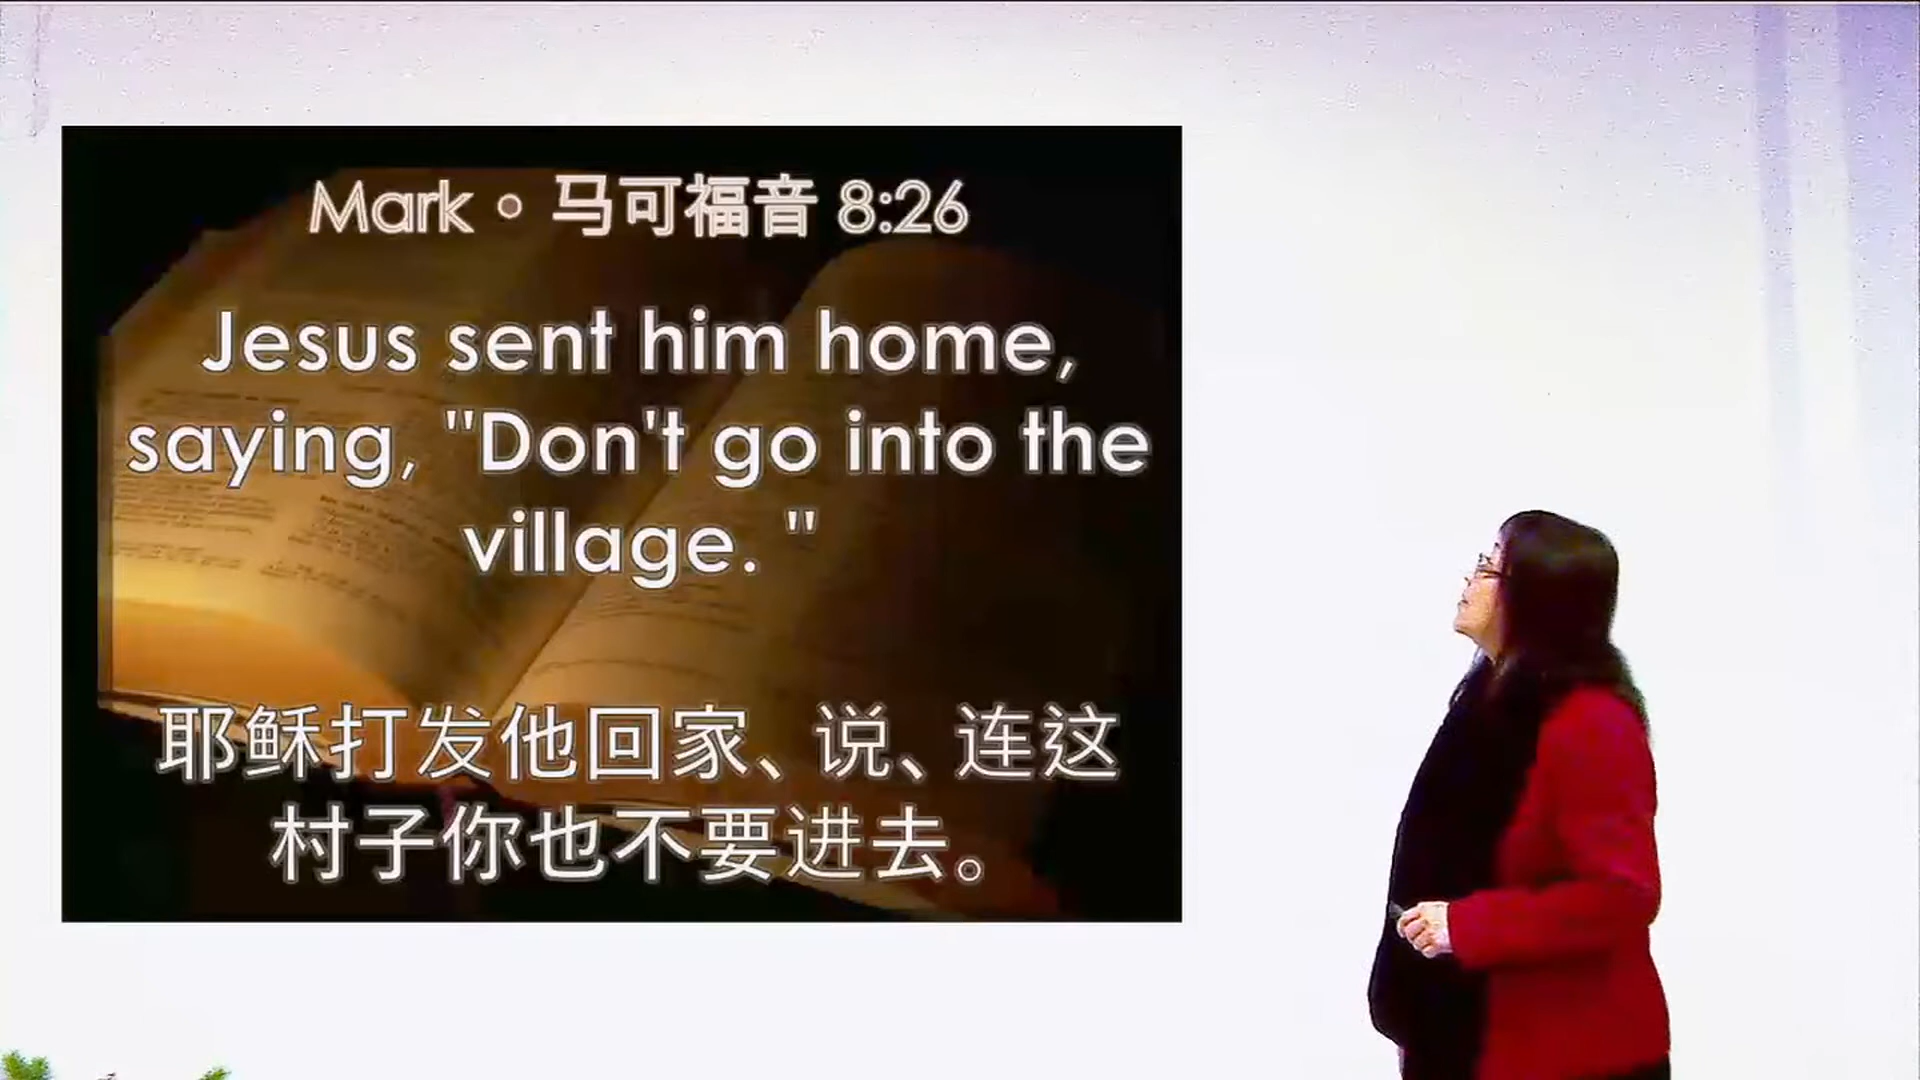 Mark • 马可福音 8:26
Jesus sent him home,
saying, "Don't go into the
village. "
耶稣打发他回家、说、连这
村子你也不要进去。